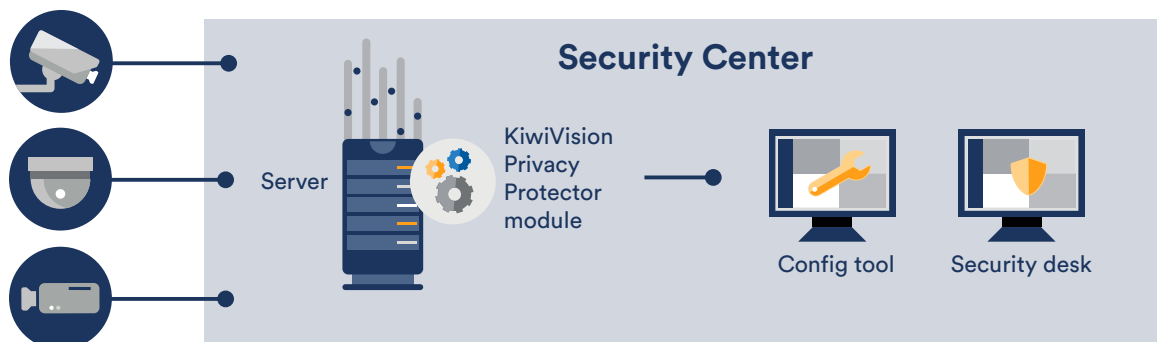 Security Center
Server
KiwiVision
Privacy
Protector
module
Config tool
Security desk